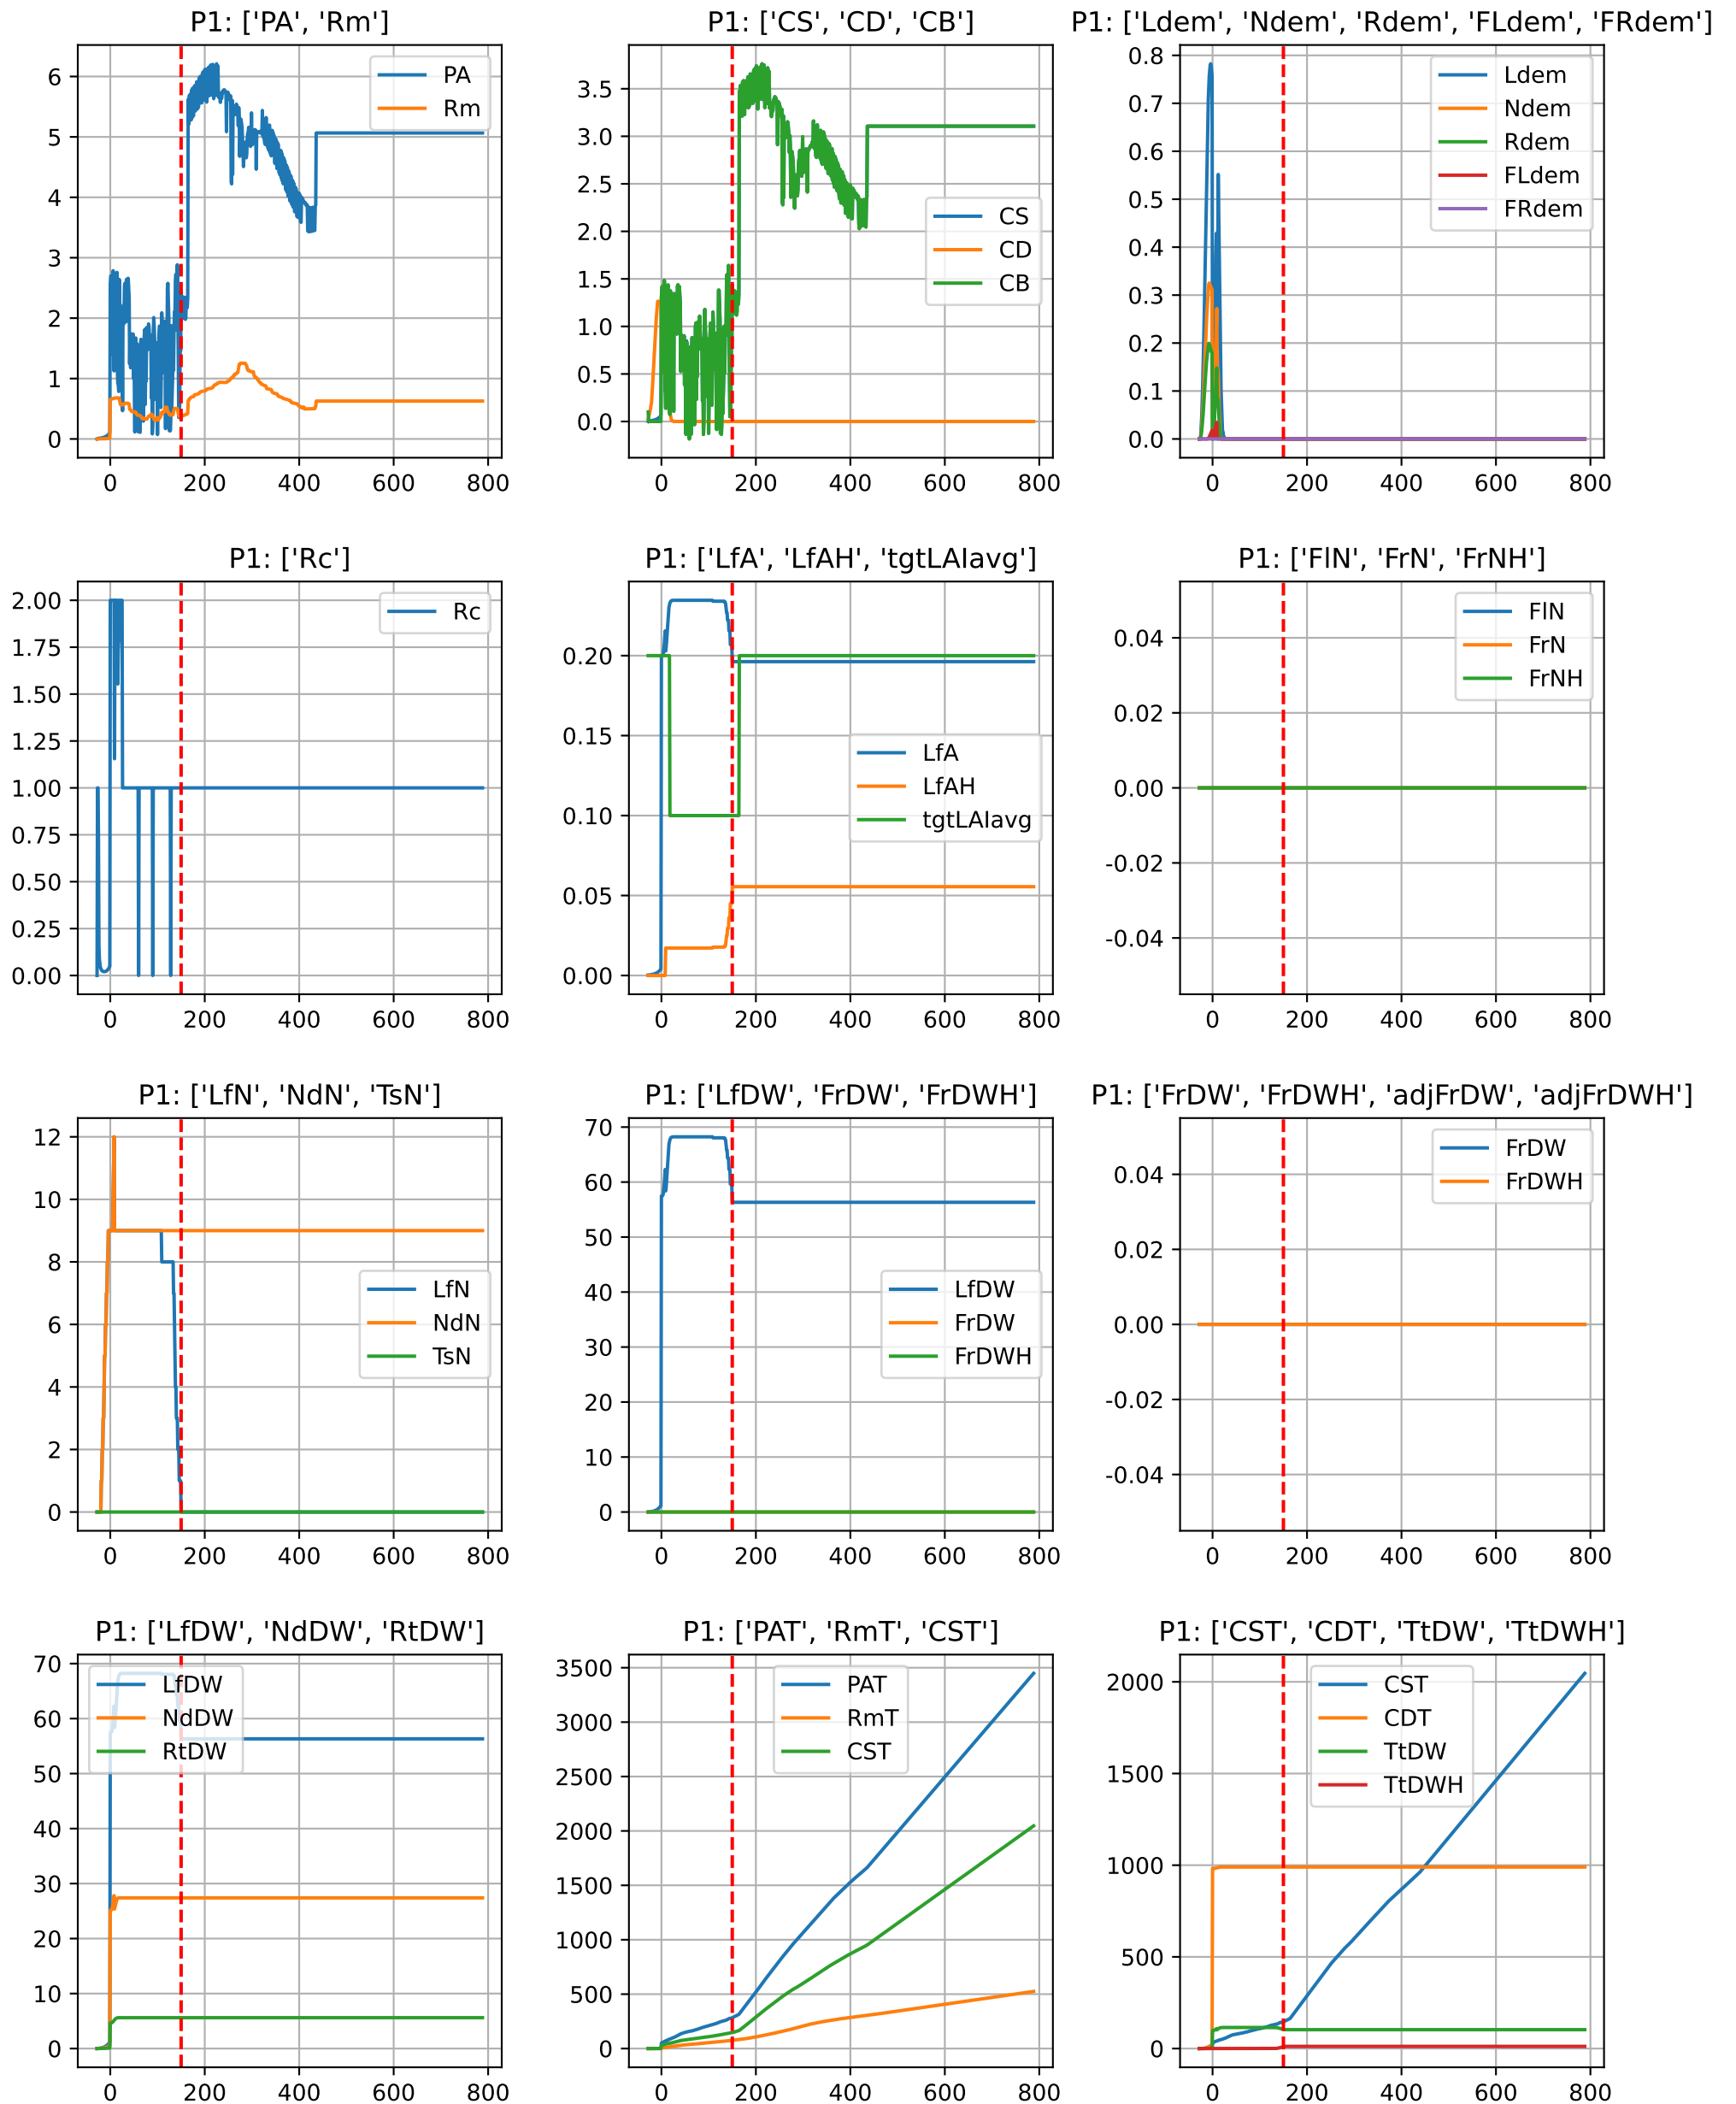 P1: ['PA', 'Rm']
P1: ['CS', 'CD', 'CB']
P1: ['Ldem', 'Ndem', 'Rdem', 'FLdem', 'FRdem']
6
5
4
3
2
1
0
PA
Rm
0 200 400 600 800
3.5
3.0
2.5
2.0
1.5
1.0
0.5
0.0
CS
CD
CB
0 200 400 600 800
0.8
0.7
0.6
0.5
0.4
0.3
0.2
0.1
0.0
Ldem
Ndem
Rdem
FLdem
FRdem
0 200 400 600 800
P1: ['Rc']
P1: ['LfA', 'LfAH', 'tgtLAIavg']
P1: ['FlN', 'FrN', 'FrNH']
2.00
1.75
1.50
1.25
1.00
0.75
0.50
0.25
0.00
Rc
0 200 400 600 800
0.20
0.15
0.10
0.05
0.00
LfA
LfAH
tgtLAIavg
0 200 400 600 800
0.04
0.02
0.00
-0.02
-0.04
FlN
FrN
FrNH
0 200 400 600 800
P1: ['LfN', 'NdN', 'TsN']
P1: ['LfDW', 'FrDW', 'FrDWH']
P1: ['FrDW', 'FrDWH', 'adjFrDW', 'adjFrDWH']
12
10
8
6
4
2
0
LfN
NdN
TsN
0 200 400 600 800
70
60
50
40
30
20
10
0
LfDW
FrDW
FrDWH
0 200 400 600 800
0.04
0.02
0.00
-0.02
-0.04
FrDW
FrDWH
0 200 400 600 800
P1: ['LfDW', 'NdDW', 'RtDW']
P1: ['PAT', 'RmT', 'CST']
P1: ['CST', 'CDT', 'TtDW', 'TtDWH']
70
60
50
40
30
20
10
0
LfDW
NdDW
RtDW
0 200 400 600 800
3500
3000
2500
2000
1500
1000
500
0
PAT
RmT
CST
0 200 400 600 800
2000
1500
1000
500
0
CST
CDT
TtDW
TtDWH
0 200 400 600 800